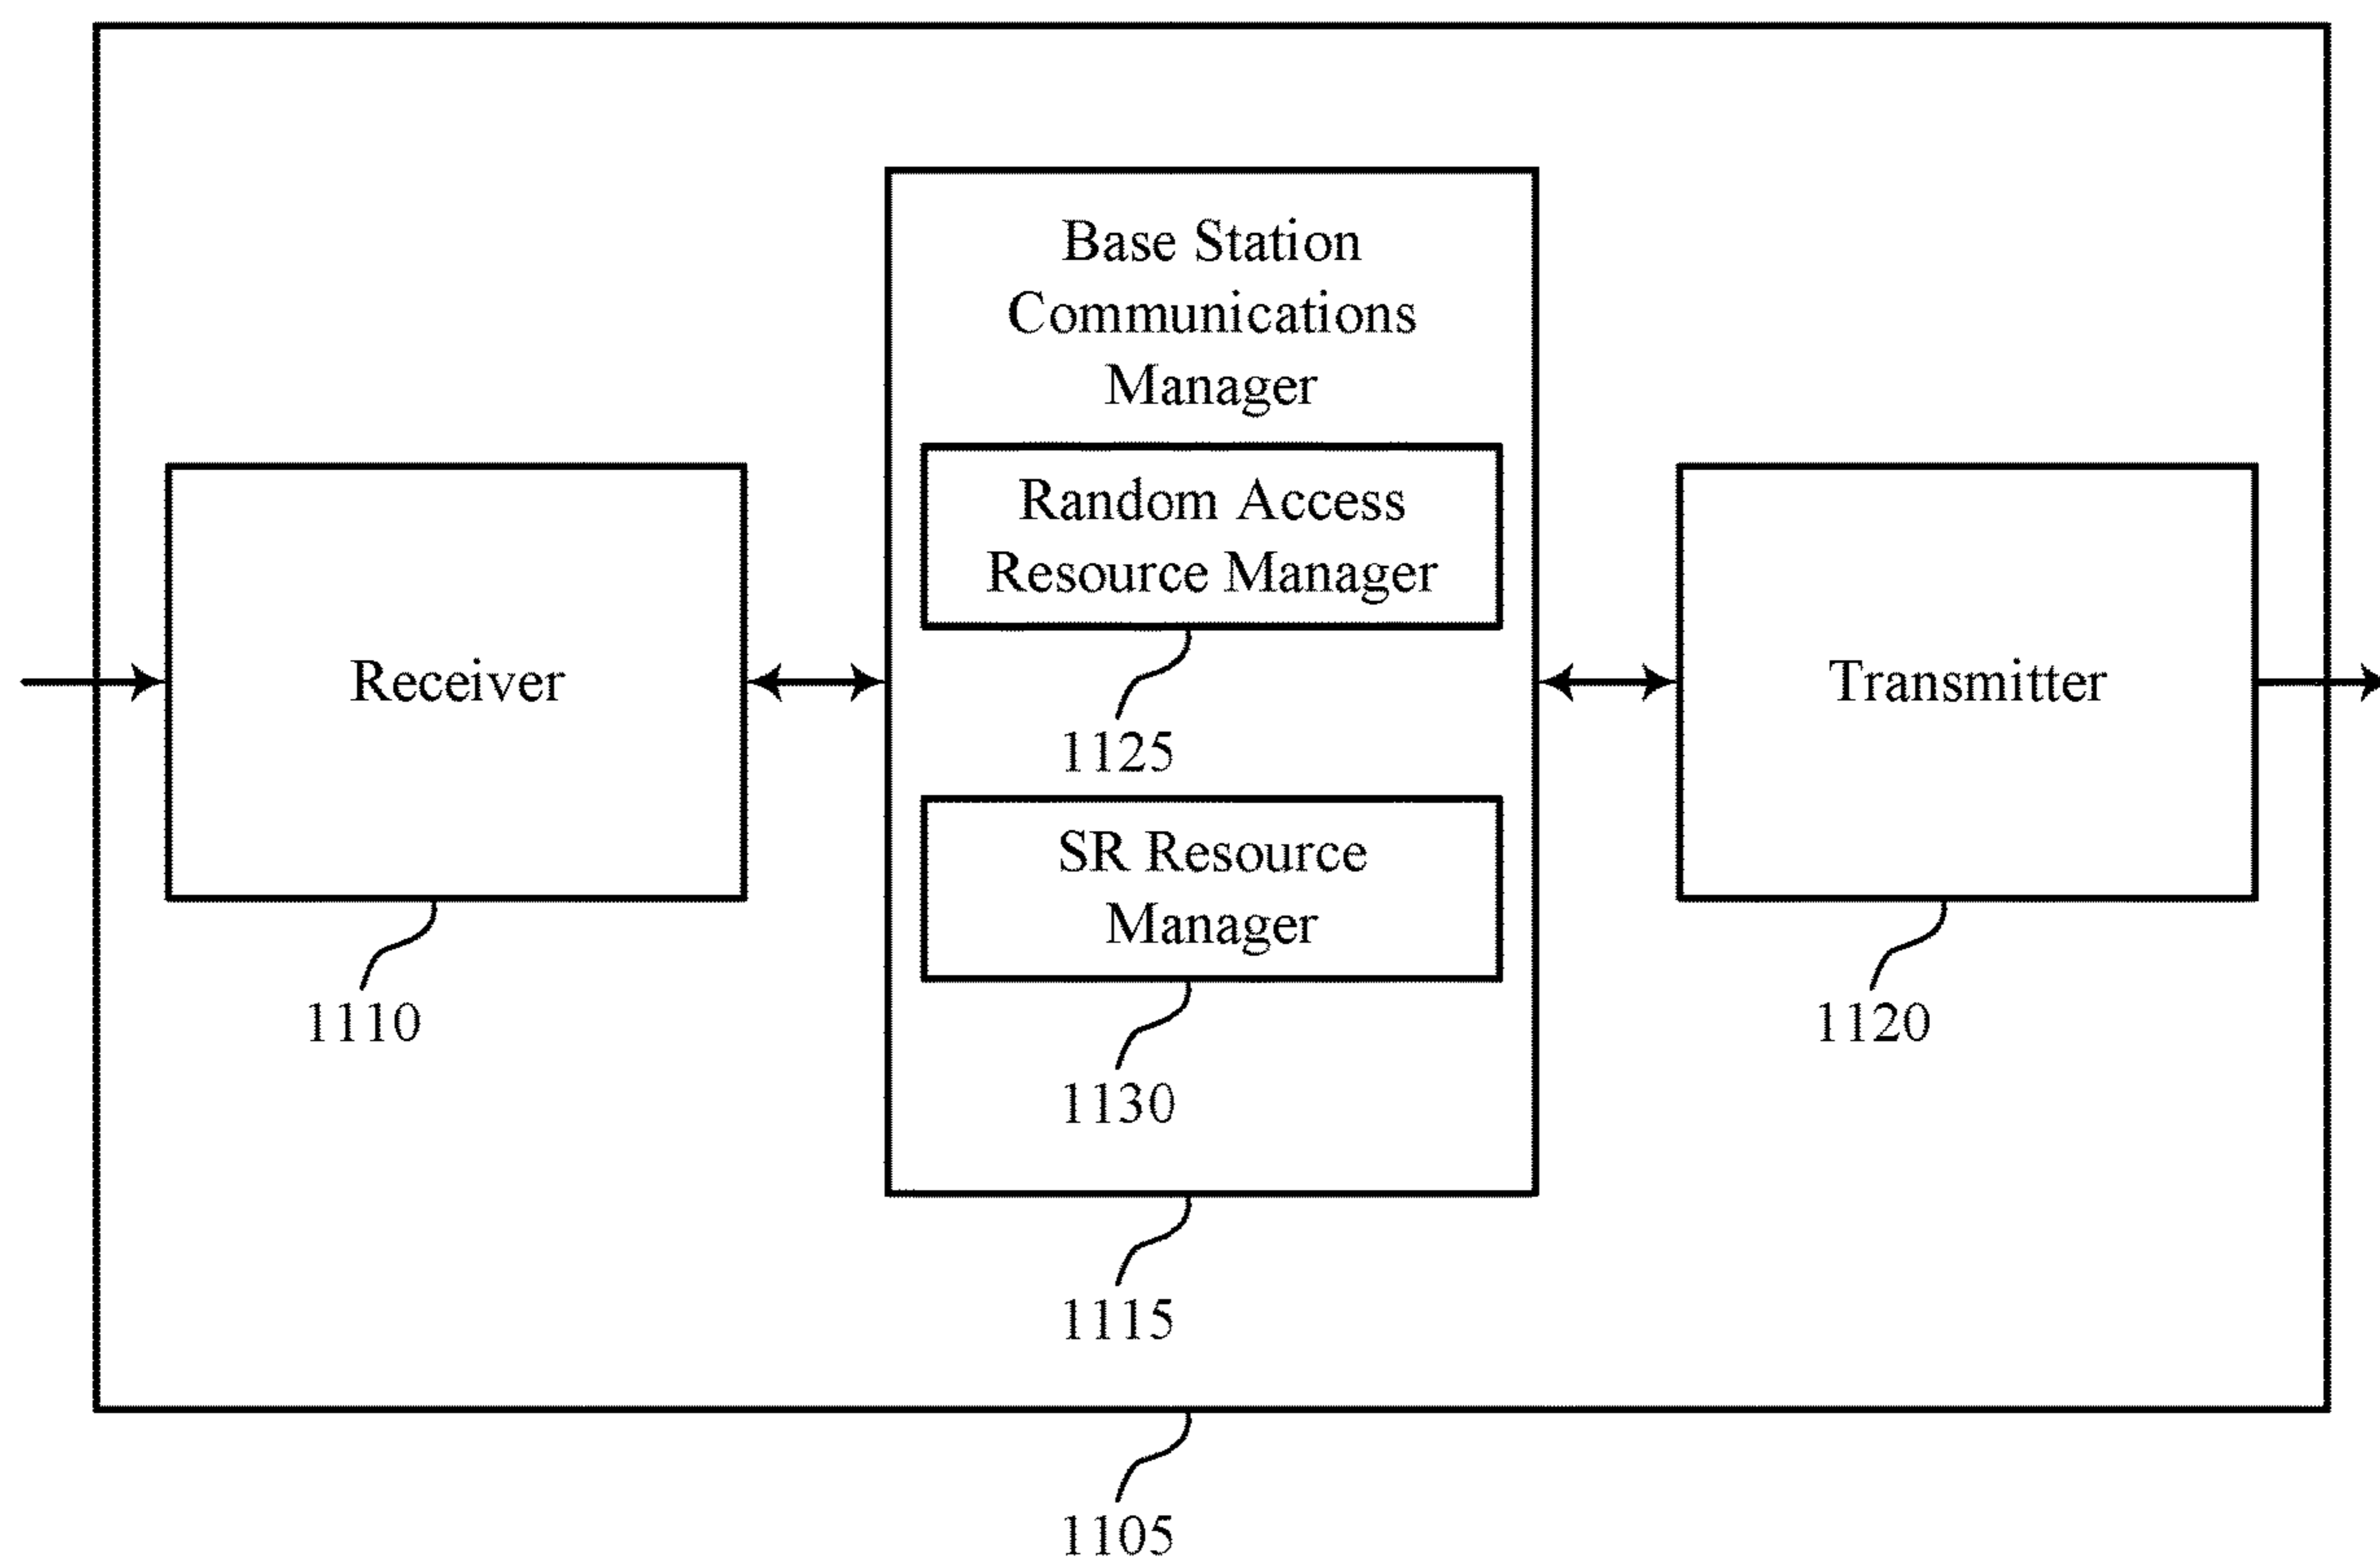 Base Station
Communications
Manager
Random Access
Resource Manager
1125
SR Resource
Manager
1130
1115
Receiver
1110
Transmitter
1120
1105